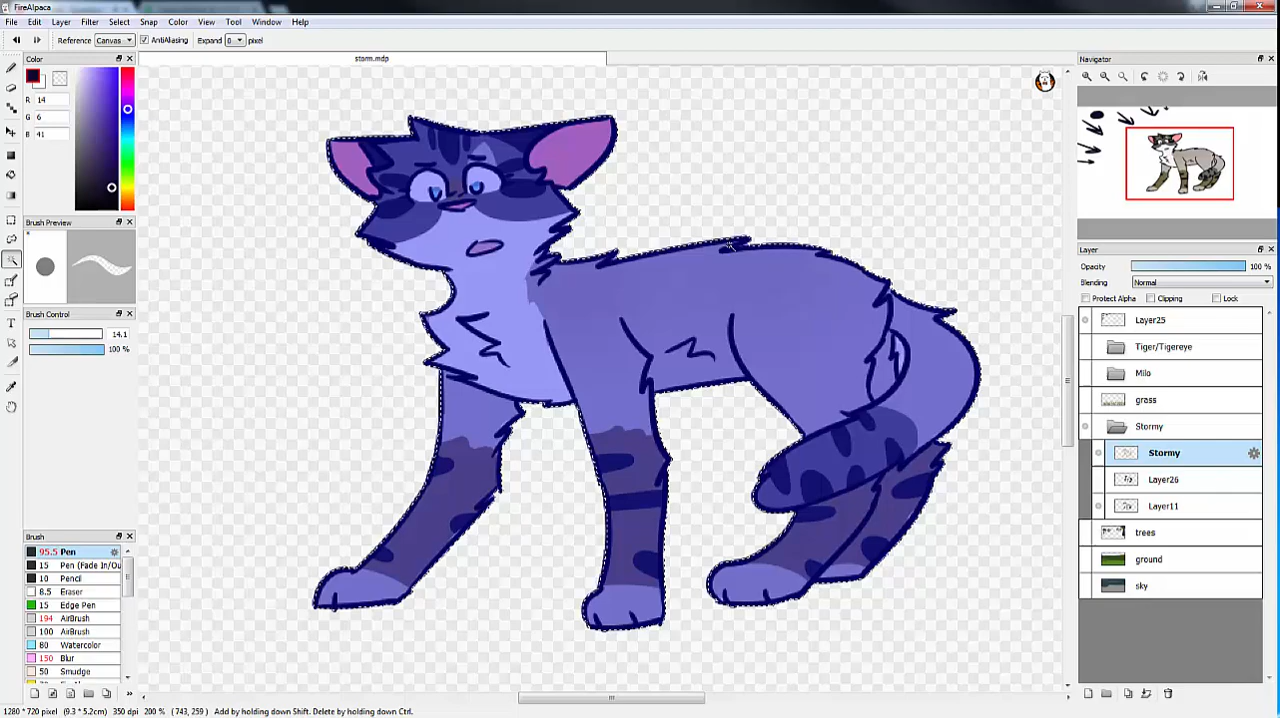 FireAlpaca
File Edit Layer Filter Select Snap Color View Tool Window Help
Reference Canvas AntiAliasing Expand 0 pixel
storm.mdp
Color
R 14
G 6
B 41
Brush Preview
Brush Control
14.1
100 %
Brush
95.5 Pen
15 Pen (Fade In/Ou
10 Pencil
8.5 Eraser
15 Edge Pen
194 AirBrush
100 AirBrush
80 Watercolor
150 Blur
50 Smudge
Navigator
Layer
Opacity 100 %
Blending Normal
Protect Alpha Clipping Lock
Layer25
Tiger/Tigereye
Milo
grass
Stormy
Stormy
Layer26
Layer11
trees
ground
sky
1280 * 720 pixel (9.3 * 5.2cm) 350 dpi 200 % (743, 259) Add by holding down Shift. Delete by holding down Ctrl.